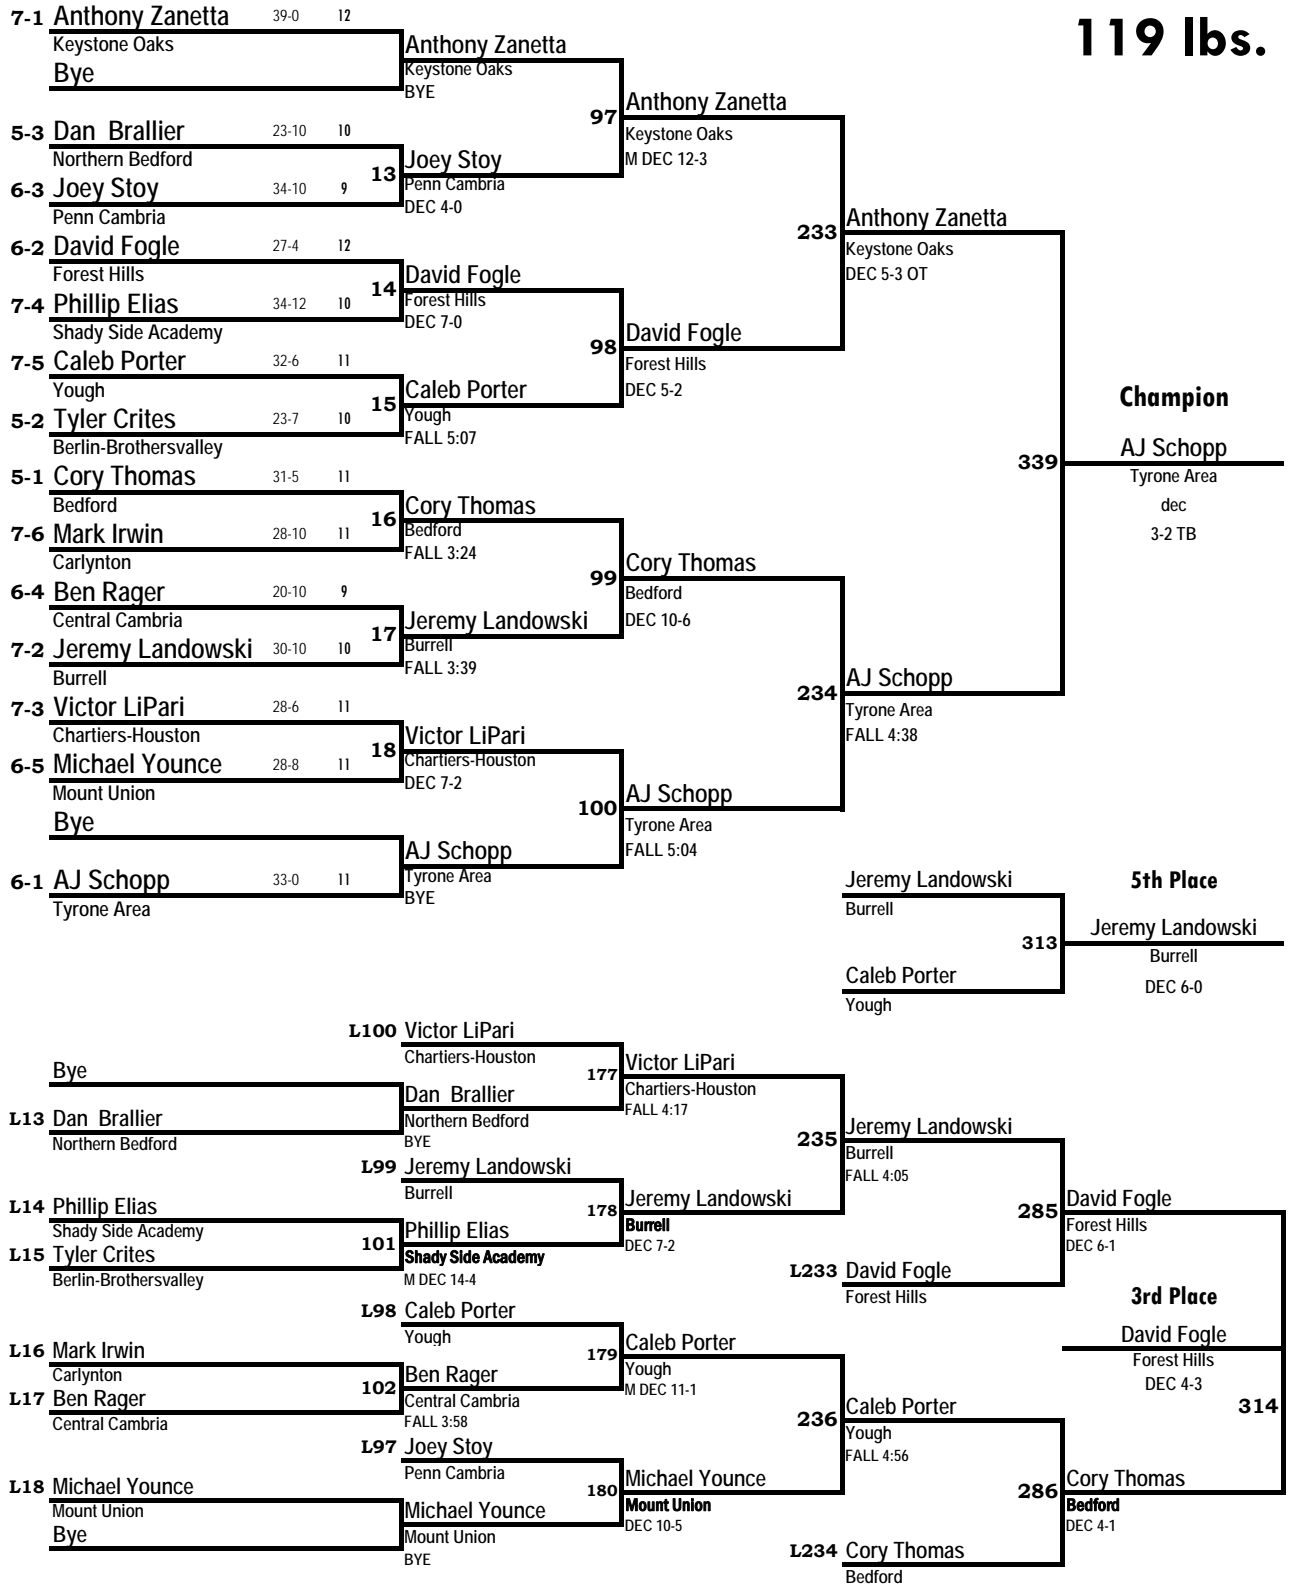 119 lbs.
7-1 Anthony Zanetta 39-0 12
Keystone Oaks
Bye
5-3 Dan Brallier 23-10 10
Northern Bedford
6-3 Joey Stoy 34-10 9
Penn Cambria
6-2 David Fogle 27-4 12
Forest Hills
7-4 Phillip Elias 34-12 10
Shady Side Academy
7-5 Caleb Porter 32-6 11
Yough
5-2 Tyler Crites 23-7 10
Berlin-Brothersvalley
5-1 Cory Thomas 31-5 11
Bedford
7-6 Mark Irwin 28-10 11
Carlynton
6-4 Ben Rager 20-10 9
Central Cambria
7-2 Jeremy Landowski 30-10 10
Burrell
7-3 Victor LiPari 28-6 11
Chartiers-Houston
6-5 Michael Younce 28-8 11
Mount Union
Bye
6-1 AJ Schopp 33-0 11
Tyrone Area
Anthony Zanetta
Keystone Oaks
BYE
13 Joey Stoy
Penn Cambria
DEC 4-0
14 David Fogle
Forest Hills
DEC 7-0
15 Caleb Porter
Yough
FALL 5:07
16 Cory Thomas
Bedford
FALL 3:24
17 Jeremy Landowski
Burrell
FALL 3:39
18 Victor LiPari
Chartiers-Houston
DEC 7-2
AJ Schopp
Tyrone Area
BYE
97 Anthony Zanetta
Keystone Oaks
M DEC 12-3
98 David Fogle
Forest Hills
DEC 5-2
99 Cory Thomas
Bedford
DEC 10-6
100 AJ Schopp
Tyrone Area
FALL 5:04
233 Anthony Zanetta
Keystone Oaks
DEC 5-3 OT
234 AJ Schopp
Tyrone Area
FALL 4:38
Champion
339 AJ Schopp
Tyrone Area
dec
3-2 TB
Jeremy Landowski
Burrell
Caleb Porter
Yough
5th Place
313 Jeremy Landowski
Burrell
DEC 6-0
Bye
L13 Dan Brallier
Northern Bedford
L14 Phillip Elias
Shady Side Academy
L15 Tyler Crites
Berlin-Brothersvalley
L16 Mark Irwin
Carlynton
L17 Ben Rager
Central Cambria
L18 Michael Younce
Mount Union
Bye
L100 Victor LiPari
Chartiers-Houston
Dan Brallier
Northern Bedford
BYE
L99 Jeremy Landowski
Burrell
101 Phillip Elias
Shady Side Academy
M DEC 14-4
L98 Caleb Porter
Yough
102 Ben Rager
Central Cambria
FALL 3:58
L97 Joey Stoy
Penn Cambria
Michael Younce
Mount Union
BYE
177 Victor LiPari
Chartiers-Houston
FALL 4:17
178 Jeremy Landowski
Burrell
DEC 7-2
179 Caleb Porter
Yough
M DEC 11-1
180 Michael Younce
Mount Union
DEC 10-5
235 Jeremy Landowski
Burrell
FALL 4:05
L233 David Fogle
Forest Hills
236 Caleb Porter
Yough
FALL 4:56
L234 Cory Thomas
Bedford
285 David Fogle
Forest Hills
DEC 6-1
3rd Place
David Fogle
Forest Hills
DEC 4-3
314
286 Cory Thomas
Bedford
DEC 4-1